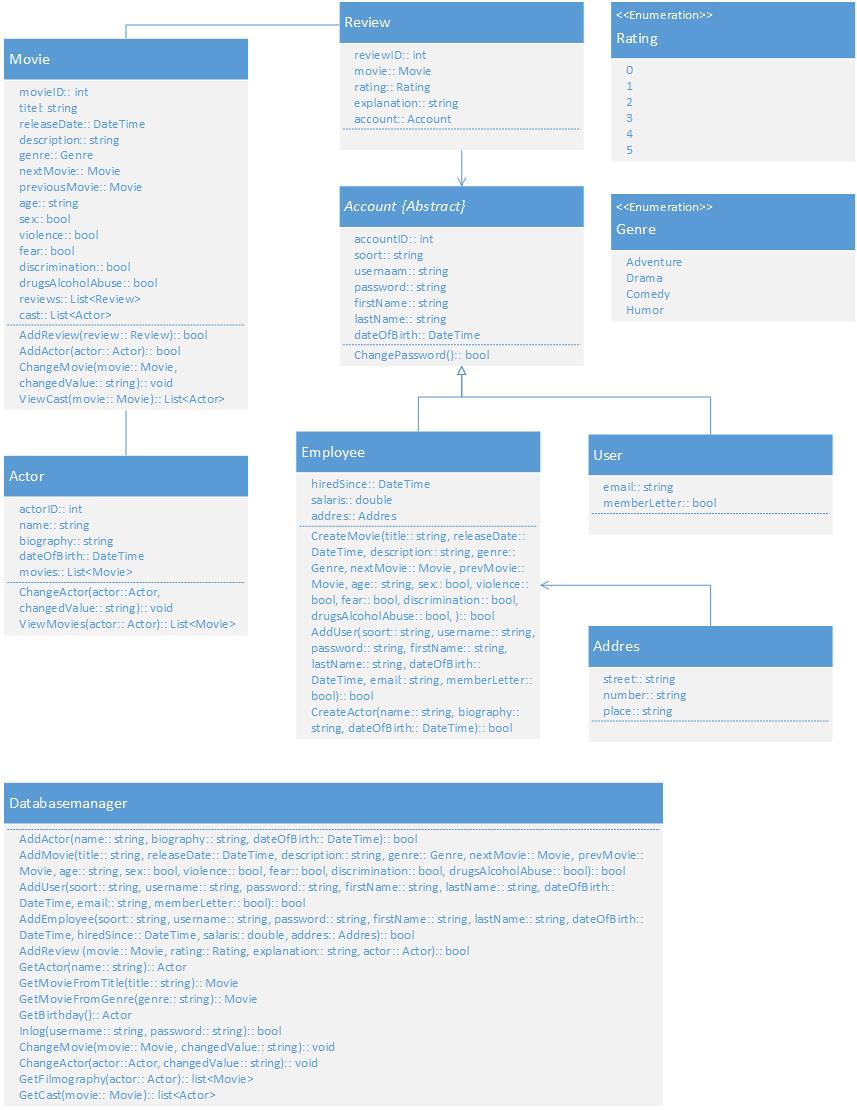 Movie
movieID:: int
titel: string
releaseDate:: DateTime
description:: string
genre:: Genre
nextMovie:: Movie
previousMovie:: Movie
age:: string
sex:: bool
violence:: bool
fear:: bool
discrimination:: bool
drugsAlcoholAbuse:: bool
reviews:: List<Review>
cast:: List<Actor>
AddReview(review:: Review):: bool
AddActor(actor:: Actor):: bool
ChangeMovie(movie:: Movie,
changedValue:: string):: void
ViewCast(movie:: Movie):: List<Actor>
Review
reviewID:: int
movie:: Movie
rating:: Rating
explanation:: string
account:: Account
<<Enumeration>>
Rating
0
1
2
3
4
5
Account {Abstract}
accountID:: int
soort:: string
usernaam:: string
password:: string
firstName:: string
lastName:: string
dateOfBirth:: DateTime
ChangePassword():: bool
<<Enumeration>>
Genre
Adventure
Drama
Comedy
Humor
Actor
actorID:: int
name:: string
biography:: string
dateOfBirth:: DateTime
movies:: List<Movie>
ChangeActor(actor::Actor,
changedValue:: string):: void
ViewMovies(actor:: Actor):: List<Movie>
Employee
hiredSince:: DateTime
salaris:: double
addres:: Addres
CreateMovie(title:: string, releaseDate::
DateTime, description:: string, genre::
Genre, nextMovie:: Movie, prevMovie::
Movie, age:: string, sex:: bool, violence::
bool, fear:: bool, discrimination:: bool,
drugsAlcoholAbuse:: bool, ):: bool
AddUser(soort:: string, username:: string,
password:: string, firstName:: string,
lastName:: string, dateOfBirth::
DateTime, email: string, memberLetter::
bool):: bool
CreateActor(name:: string, biography::
string, dateOfBirth:: DateTime):: bool
User
email:: string
memberLetter:: bool
Addres
street:: string
number:: string
place:: string
Databasemanager
AddActor(name:: string, biography:: string, dateOfBirth:: DateTime):: bool
AddMovie(title:: string, releaseDate:: DateTime, description:: string, genre:: Genre, nextMovie:: Movie, prevMovie::
Movie, age:: string, sex:: bool, violence:: bool, fear:: bool, discrimination:: bool, drugsAlcoholAbuse:: bool):: bool
AddUser(soort:: string, username:: string, password:: string, firstName:: string, lastName:: string, dateOfBirth::
DateTime, email:: string, memberLetter:: bool):: bool
AddEmployee(soort:: string, username:: string, password:: string, firstName:: string, lastName:: string, dateOfBirth::
DateTime, hiredSince:: DateTime, salaris: double, addres:: Addres):: bool
AddReview (movie:: Movie, rating:: Rating, explanation:: string, actor:: Actor):: bool
GetActor(name:: string):: Actor
GetMovieFromTitle(title:: string):: Movie
GetMovieFromGenre(genre:: string):: Movie
GetBirthday():: Actor
Inlog(username:: string, password:: string):: bool
ChangeMovie(movie:: Movie, changedValue:: string):: void
ChangeActor(actor::Actor, changedValue:: string):: void
GetFilmography(actor:: Actor):: list<Movie>
GetCast(movie:: Movie):: list<Actor>